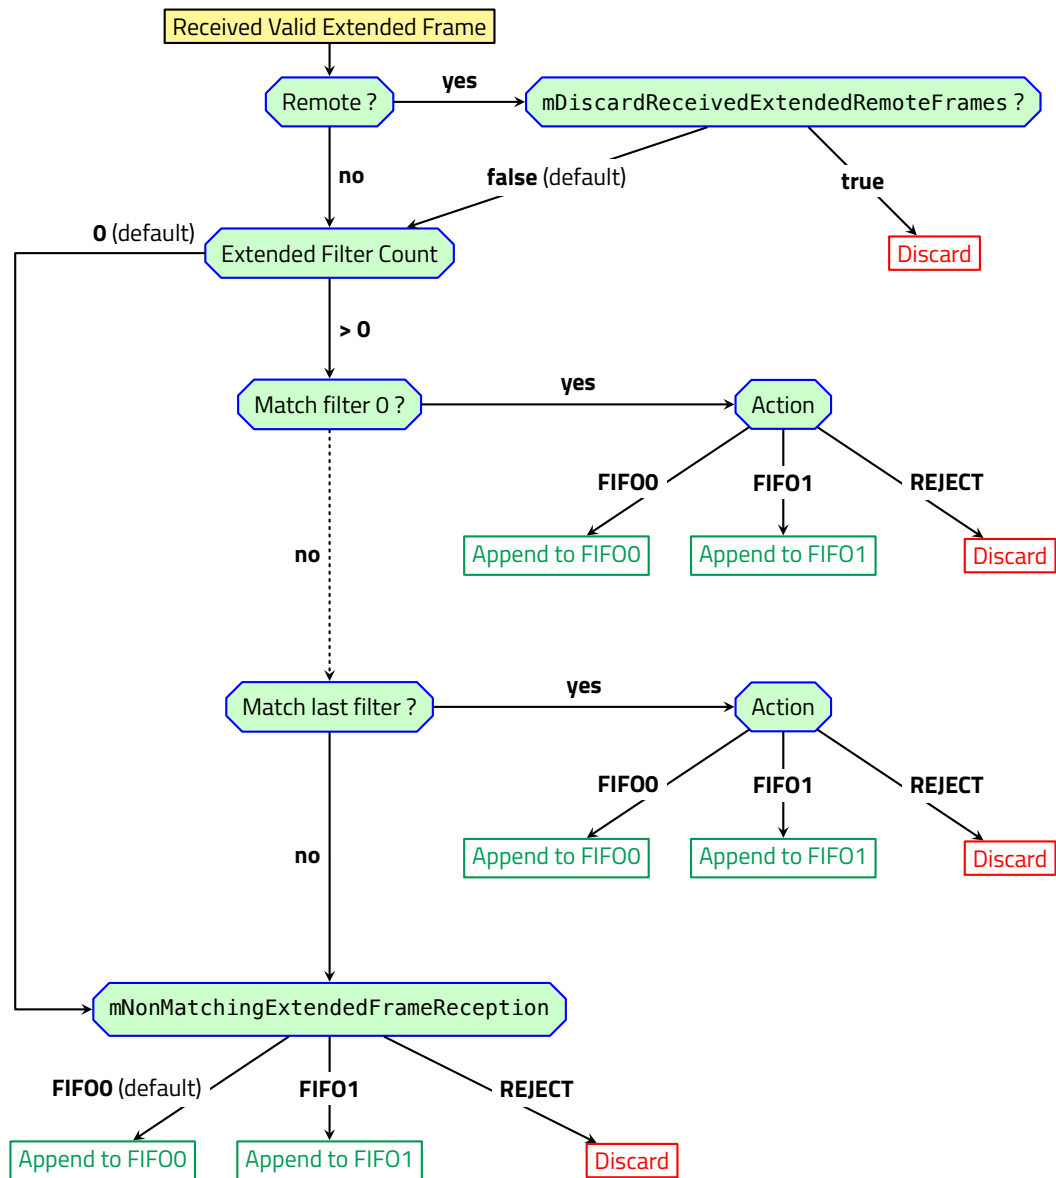 Received Valid Extended Frame
Remote ?
yes
mDiscardReceivedExtendedRemoteFrames ?
no
false (default)
true
0 (default)
Extended Filter Count
Discard
> 0
Match filter 0 ?
yes
Action
FIFO0
FIFO1
REJECT
Append to FIFO0
Append to FIFO1
Discard
no
Match last filter ?
yes
Action
FIFO0
FIFO1
REJECT
Append to FIFO0
Append to FIFO1
Discard
no
mNonMatchingExtendedFrameReception
FIFO0 (default)
FIFO1
REJECT
Append to FIFO0
Append to FIFO1
Discard